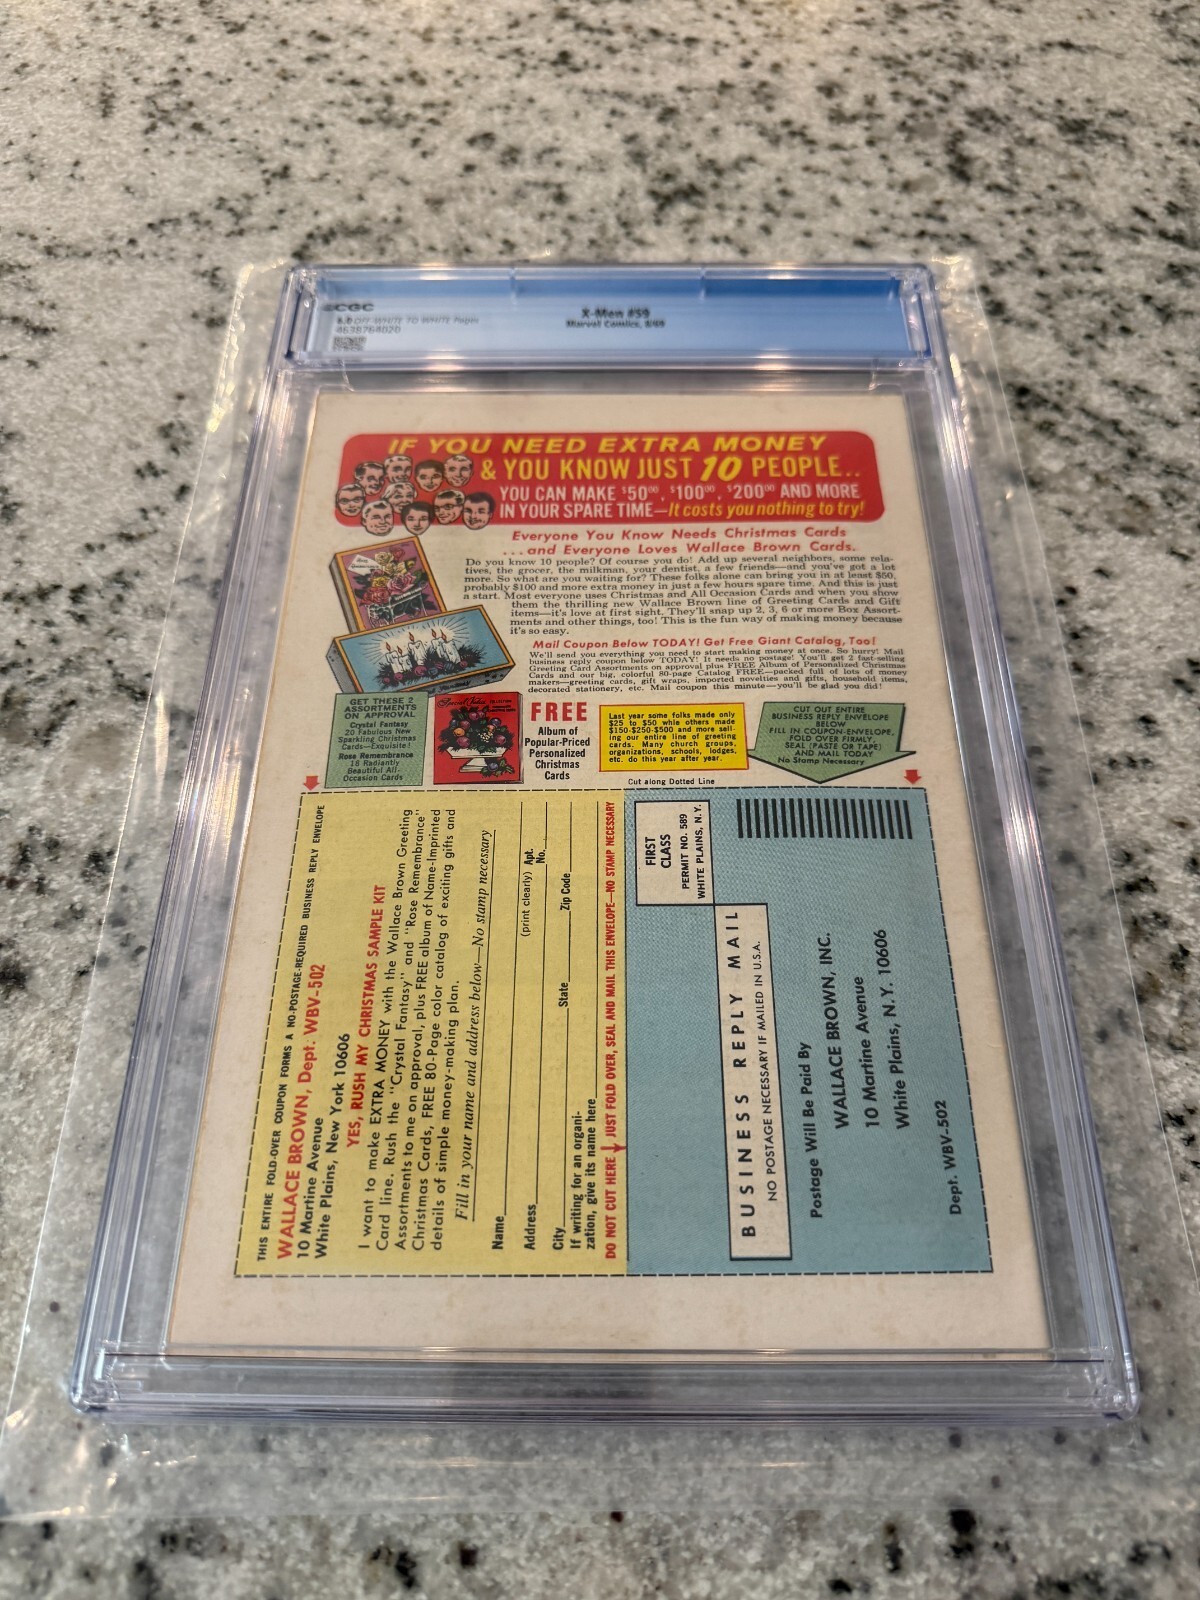 CGC
OFF-WHITE TO WHITE Pages
4638764020
X-Men #59
Marvel Comics, 8/69
IF YOU NEED EXTRA MONEY
& YOU KNOW JUST 10 PEOPLE..
YOU CAN MAKE $50⁰⁰, $100⁰⁰, $200⁰⁰ AND MORE
IN YOUR SPARE TIME—It costs you nothing to try!
Everyone You Know Needs Christmas Cards
...and Everyone Loves Wallace Brown Cards.
Do you know 10 people? Of course you do! Add up several neighbors, some rela-
tives, the grocer, the milkman, your dentist, a few friends—and you've got a lot
more. So what are you waiting for? These folks alone can bring you in at least $50,
probably $100 and more extra money in just a few hours spare time. And this is just
a start. Most everyone uses Christmas and All Occasion Cards and when you show
them the thrilling new Wallace Brown line of Greeting Cards and Gift
items—it's love at first sight. They'll snap up 2, 3, 6 or more Box Assort-
ments and other things, too! This is the fun way of making money because
it's so easy.
Mail Coupon Below TODAY! Get Free Giant Catalog, Too!
We'll send you everything you need to start making money at once. So hurry! Mail
business reply coupon below TODAY! It needs no postage! You'll get 2 fast-selling
Greeting Card Assortments on approval plus FREE Album of Personalized Christmas
Cards and our big, colorful 80-page Catalog FREE—packed full of lots of money
makers—greeting cards, gift wraps, imported novelties and gifts, household items,
decorated stationery, etc. Mail coupon this minute—you'll be glad you did!
GET THESE 2
ASSORTMENTS
ON APPROVAL
Crystal Fantasy
20 Fabulous New
Sparkling Christmas
Cards—Exquisite!
Rose Remembrance
18 Radiantly
Beautiful All-
Occasion Cards
FREE
Album of
Popular-Priced
Personalized
Christmas
Cards
Last year some folks made only
$25 to $50 while others made
$150-$250-$500 and more sell-
ing our entire line of greeting
cards. Many church groups,
organizations, schools, lodges,
etc. do this year after year.
CUT OUT ENTIRE
BUSINESS REPLY ENVELOPE
BELOW
FILL IN COUPON-ENVELOPE,
FOLD OVER FIRMLY,
SEAL (PASTE OR TAPE)
AND MAIL TODAY
No Stamp Necessary
Cut along Dotted Line
THIS ENTIRE FOLD-OVER COUPON FORMS A NO-POSTAGE-REQUIRED BUSINESS REPLY ENVELOPE
WALLACE BROWN, Dept. WBV-502
10 Martine Avenue
White Plains, New York 10606
YES, RUSH MY CHRISTMAS SAMPLE KIT
I want to make EXTRA MONEY with the Wallace Brown Greeting
Card line. Rush the "Crystal Fantasy" and "Rose Remembrance"
Assortments to me on approval, plus FREE album of Name-Imprinted
Christmas Cards, FREE 80-Page color catalog of exciting gifts and
details of simple money-making plan.
Fill in your name and address below—No stamp necessary
Name
(print clearly)
Address
Apt. No.
City
State
Zip Code
If writing for an organi-
zation, give its name here
DO NOT CUT HERE JUST FOLD OVER, SEAL AND MAIL THIS ENVELOPE—NO STAMP NECESSARY
FIRST
CLASS
PERMIT NO. 589
WHITE PLAINS, N.Y.
BUSINESS REPLY MAIL
NO POSTAGE NECESSARY IF MAILED IN U.S.A.
Postage Will Be Paid By
WALLACE BROWN, INC.
10 Martine Avenue
White Plains, N.Y. 10606
Dept. WBV-502